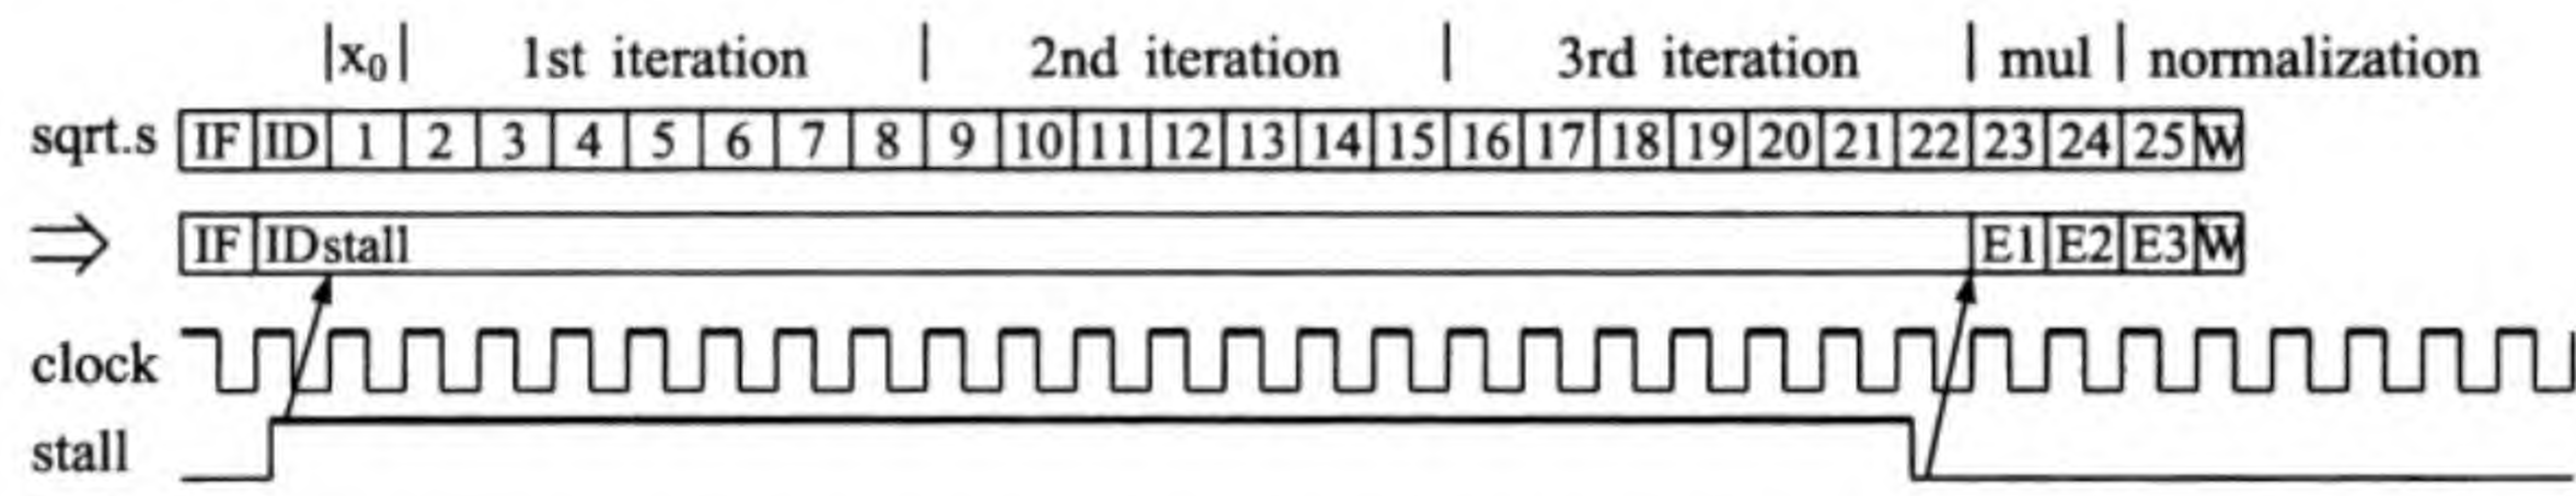 |x₀| 1st iteration | 2nd iteration | 3rd iteration | mul | normalization
sqrt.s IF ID 1 2 3 4 5 6 7 8 9 10 11 12 13 14 15 16 17 18 19 20 21 22 23 24 25 W
⇒ IF ID stall E1 E2 E3 W
clock
stall